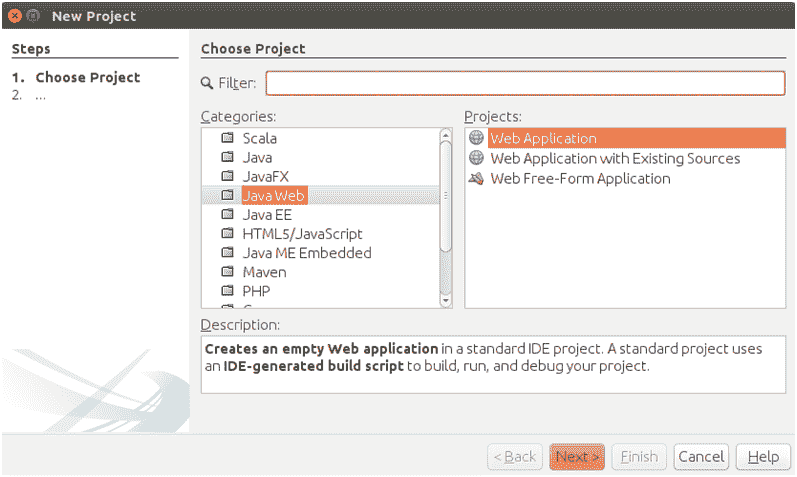 New Project
Steps
1. Choose Project
2. ...
Choose Project
Filter:
Categories:
Scala
Java
JavaFX
Java Web
Java EE
HTML5/JavaScript
Java ME Embedded
Maven
PHP
Projects:
Web Application
Web Application with Existing Sources
Web Free-Form Application
Description:
Creates an empty Web application in a standard IDE project. A standard project uses
an IDE-generated build script to build, run, and debug your project.
< Back
Next >
Finish
Cancel
Help